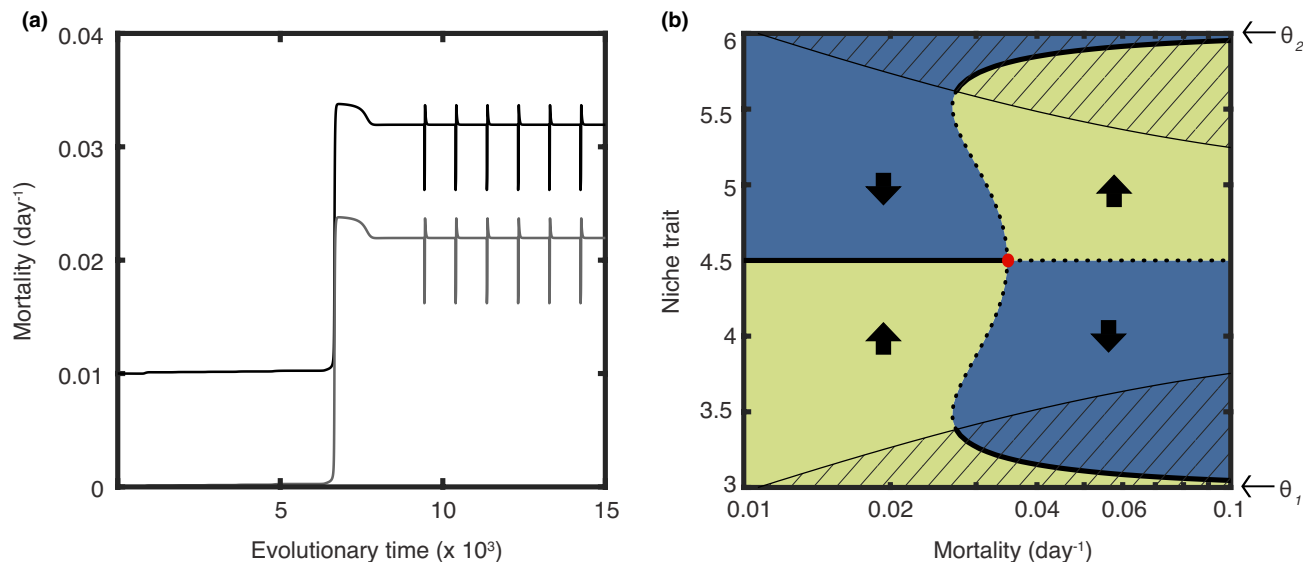 (a)
0.04
0.03
0.02
0.01
0
5
10
15
Mortality (day⁻¹)
Evolutionary time (x 10³)
(b)
6
5.5
5
4.5
4
3.5
3
0.01
0.02
0.04
0.06
0.1
Niche trait
Mortality (day⁻¹)
θ₂
θ₁